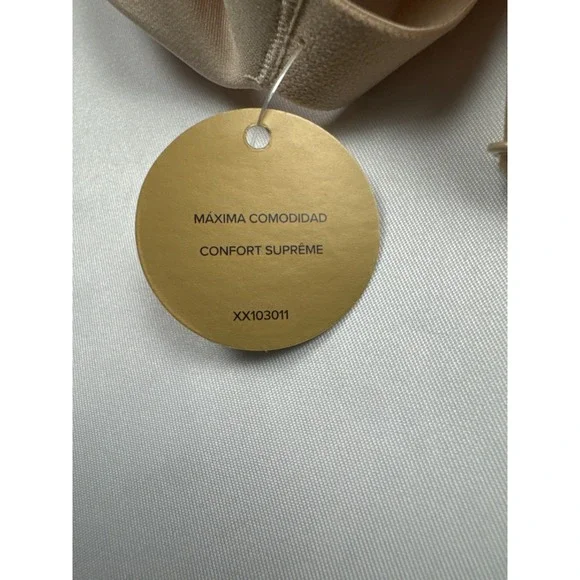 MÁXIMA COMODIDAD
CONFORT SUPRÊME
XX103011